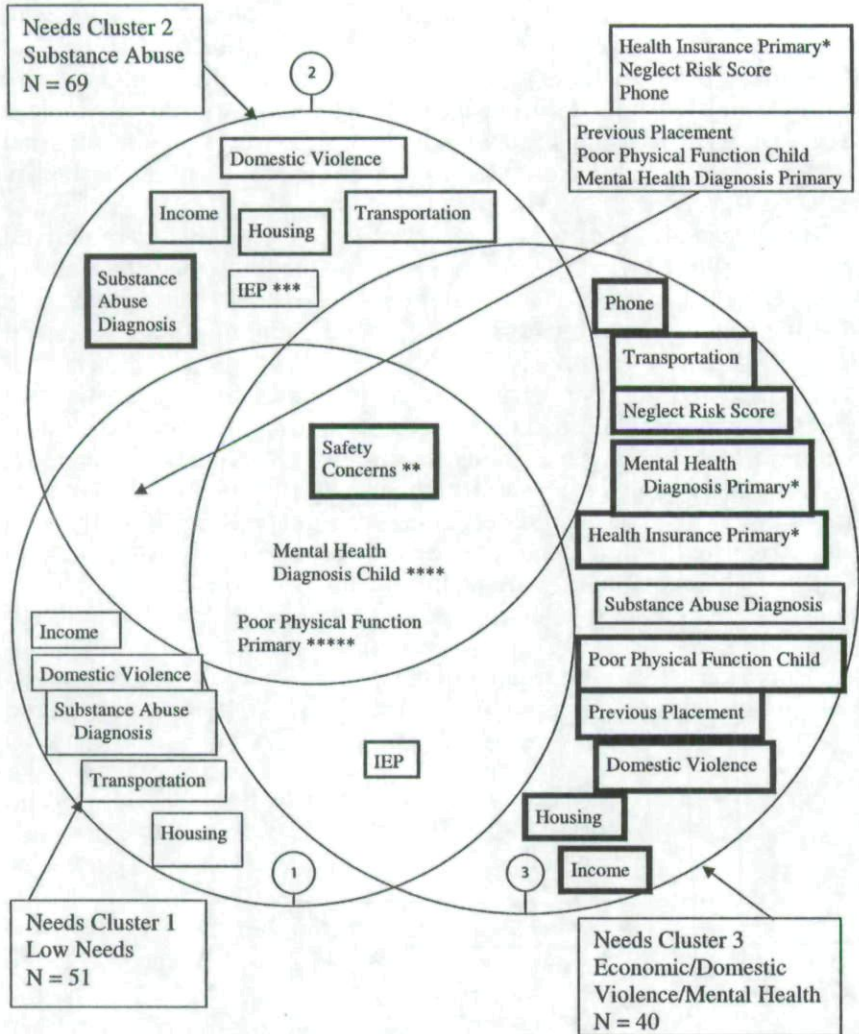 Needs Cluster 2
Substance Abuse
N = 69
2
Health Insurance Primary*
Neglect Risk Score
Phone
Previous Placement
Poor Physical Function Child
Mental Health Diagnosis Primary
Domestic Violence
Income
Housing
Transportation
Substance
Abuse
Diagnosis
IEP ***
Phone
Transportation
Neglect Risk Score
Mental Health
Diagnosis Primary*
Health Insurance Primary*
Substance Abuse Diagnosis
Poor Physical Function Child
Previous Placement
Domestic Violence
Housing
Income
Safety
Concerns **
Mental Health
Diagnosis Child ****
Poor Physical Function
Primary *****
IEP
Income
Domestic Violence
Substance Abuse
Diagnosis
Transportation
Housing
1
3
Needs Cluster 1
Low Needs
N = 51
Needs Cluster 3
Economic/Domestic
Violence/Mental Health
N = 40